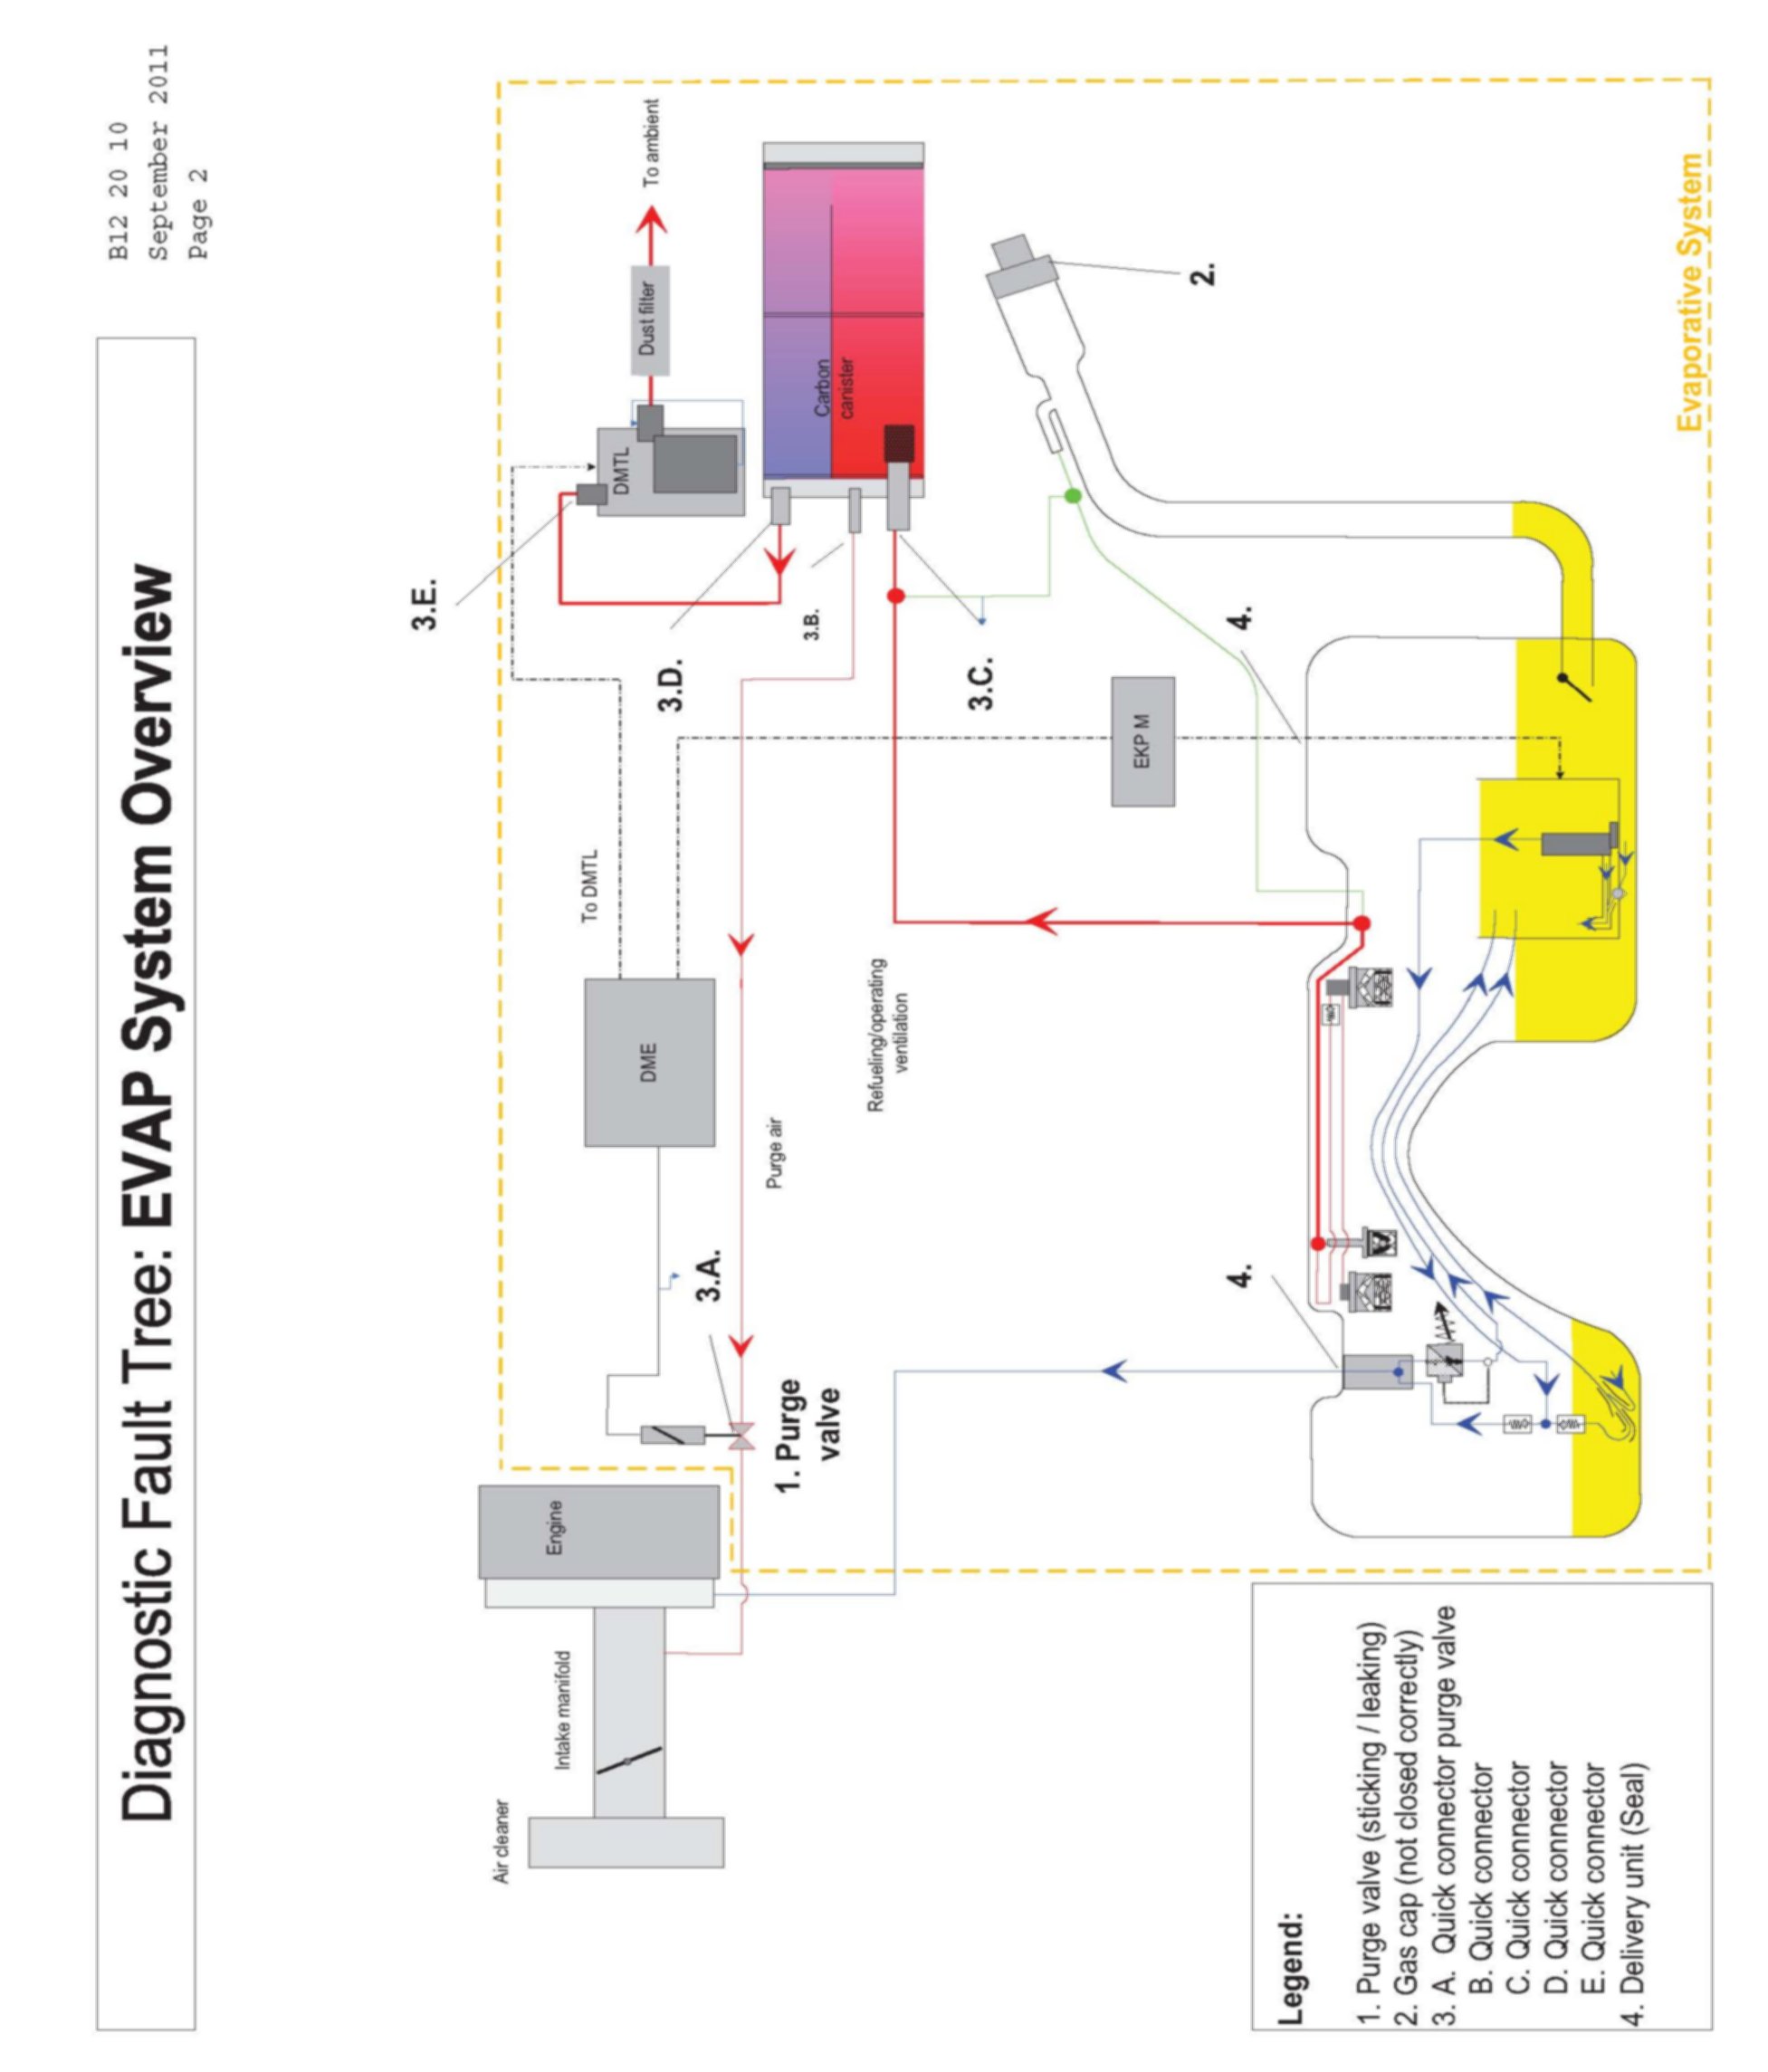 Diagnostic Fault Tree: EVAP System Overview
B12 20 10
September 2011
Page 2
Air cleaner
Intake manifold
Engine
1. Purge
valve
3.A.
Purge air
DME
To DMTL
Refueling/operating
ventilation
3.D.
3.B.
3.C.
3.E.
DMTL
Dust filter
To ambient
Carbon
canister
EKP M
2.
4.
4.
Evaporative System
Legend:
1. Purge valve (sticking / leaking)
2. Gas cap (not closed correctly)
3. A. Quick connector purge valve
B. Quick connector
C. Quick connector
D. Quick connector
E. Quick connector
4. Delivery unit (Seal)